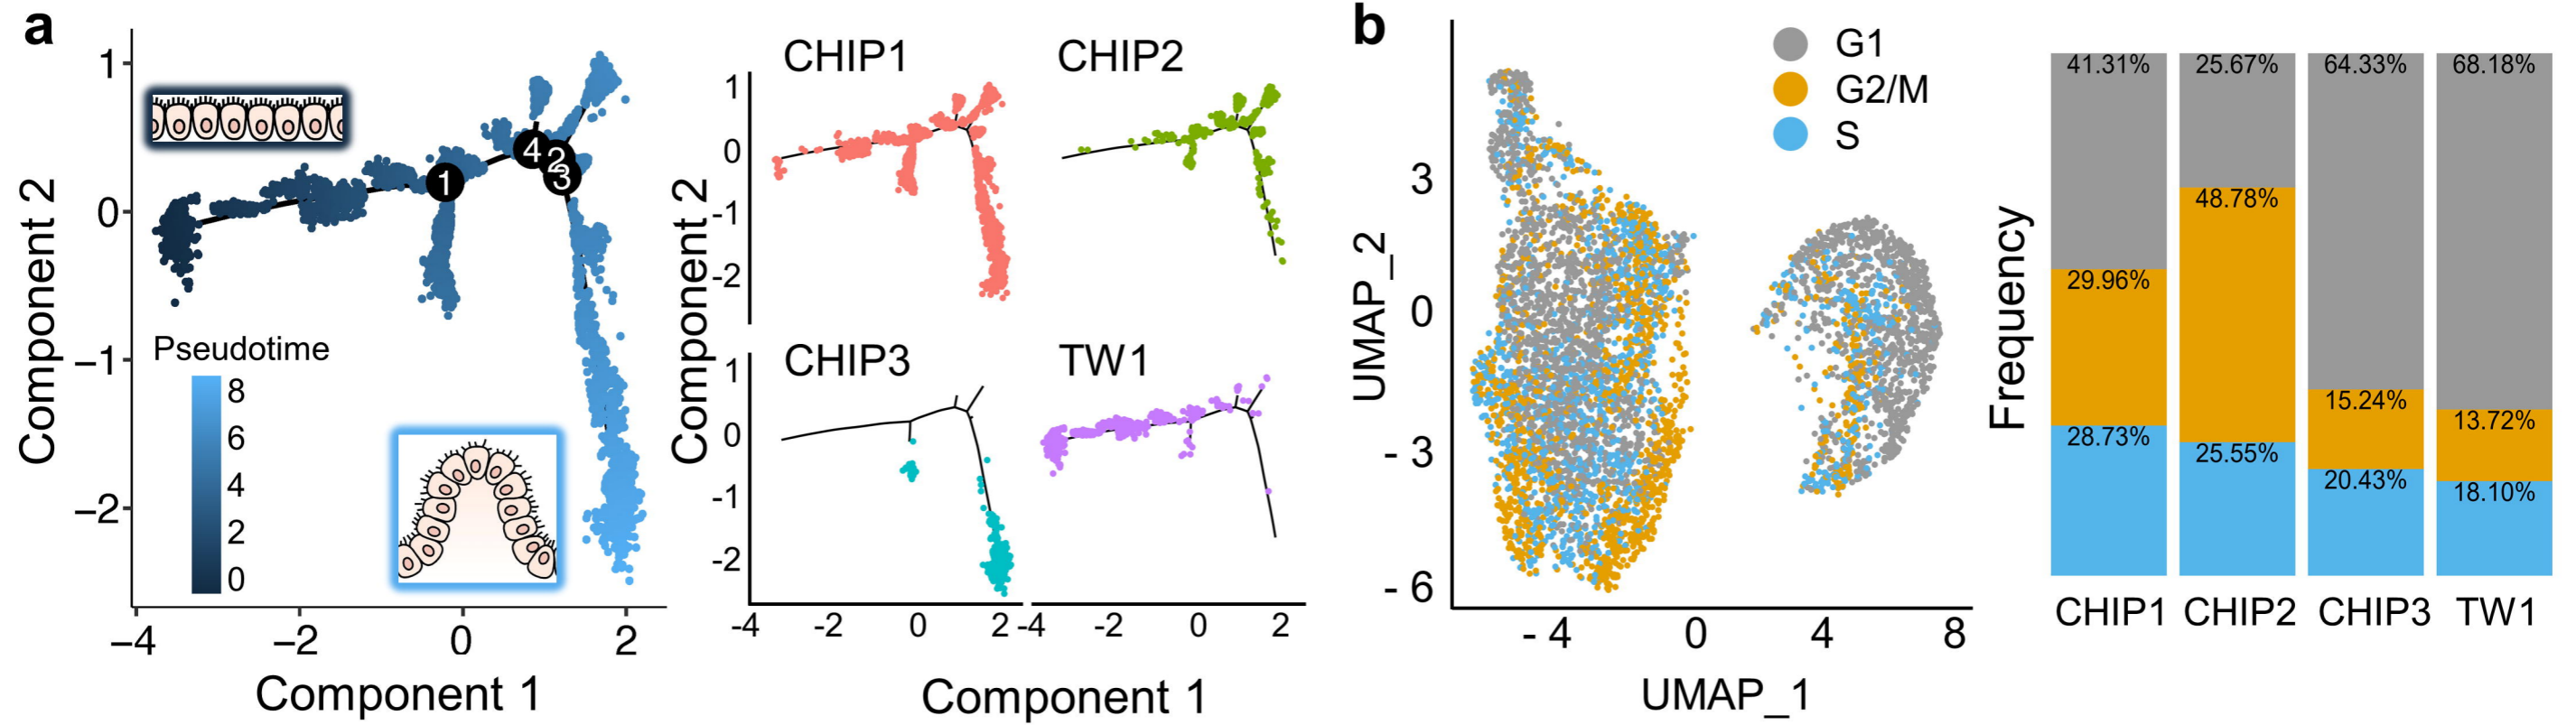 a
Component 2
1
0
−1
−2
Pseudotime
8
6
4
2
0
1
4
2
3
−4
−2
0
2
Component 1
CHIP1
CHIP2
Component 2
1
0
-1
-2
CHIP3
TW1
1
0
-1
-2
-4
-2
0
2
-4
-2
0
2
Component 1
b
G1
G2/M
S
UMAP_2
3
0
- 3
- 6
- 4
0
4
8
UMAP_1
Frequency
41.31%
25.67%
64.33%
68.18%
29.96%
48.78%
15.24%
13.72%
28.73%
25.55%
20.43%
18.10%
CHIP1
CHIP2
CHIP3
TW1